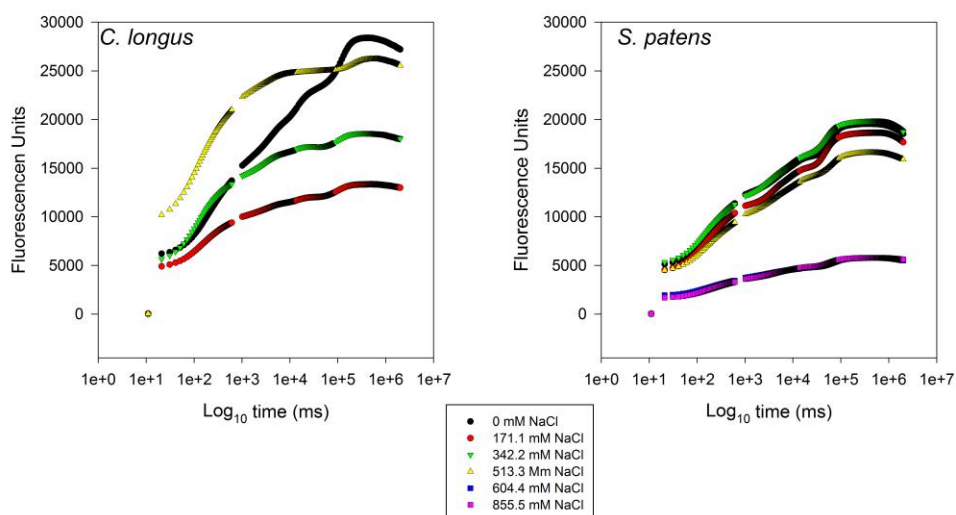 C. longus
S. patens
Fluorescencen Units
30000
25000
20000
15000
10000
5000
0
1e+0 1e+1 1e+2 1e+3 1e+4 1e+5 1e+6 1e+7
Log10 time (ms)
Fluorescence Units
30000
25000
20000
15000
10000
5000
0
1e+0 1e+1 1e+2 1e+3 1e+4 1e+5 1e+6 1e+7
Log10 time (ms)
0 mM NaCl
171.1 mM NaCl
342.2 mM NaCl
513.3 Mm NaCl
604.4 mM NaCl
855.5 mM NaCl